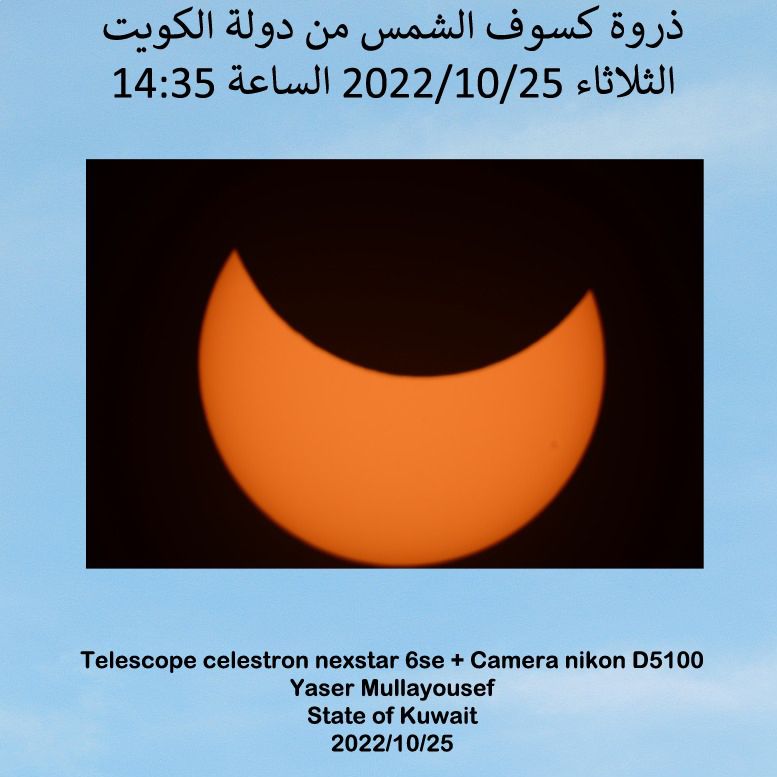 ذروة كسوف الشمس من دولة الكويت
الثلاثاء 2022/10/25 الساعة 14:35
Telescope celestron nexstar 6se + Camera nikon D5100
Yaser Mullayousef
State of Kuwait
2022/10/25